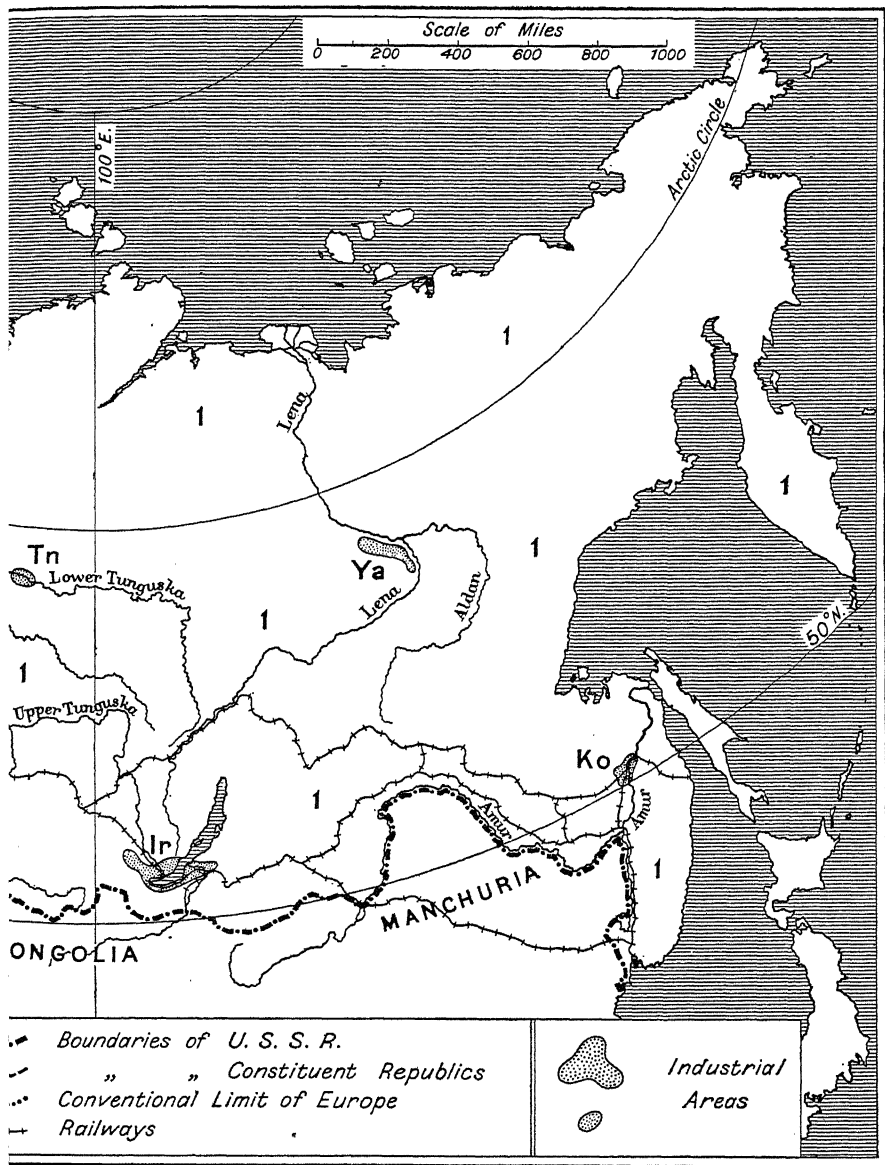 Scale of Miles
0 200 400 600 800 1000
100°E.
Arctic Circle
1
Lena
1
1
Tn
Lower Tunguska
Ya
Lena
Aldan
1
1
50°N.
1
Upper Tunguska
Ko
1
Amur
Amur
Ir
1
MANCHURIA
ONGOLIA
Boundaries of U. S. S. R.
„ „ Constituent Republics
Conventional Limit of Europe
Railways
Industrial
Areas